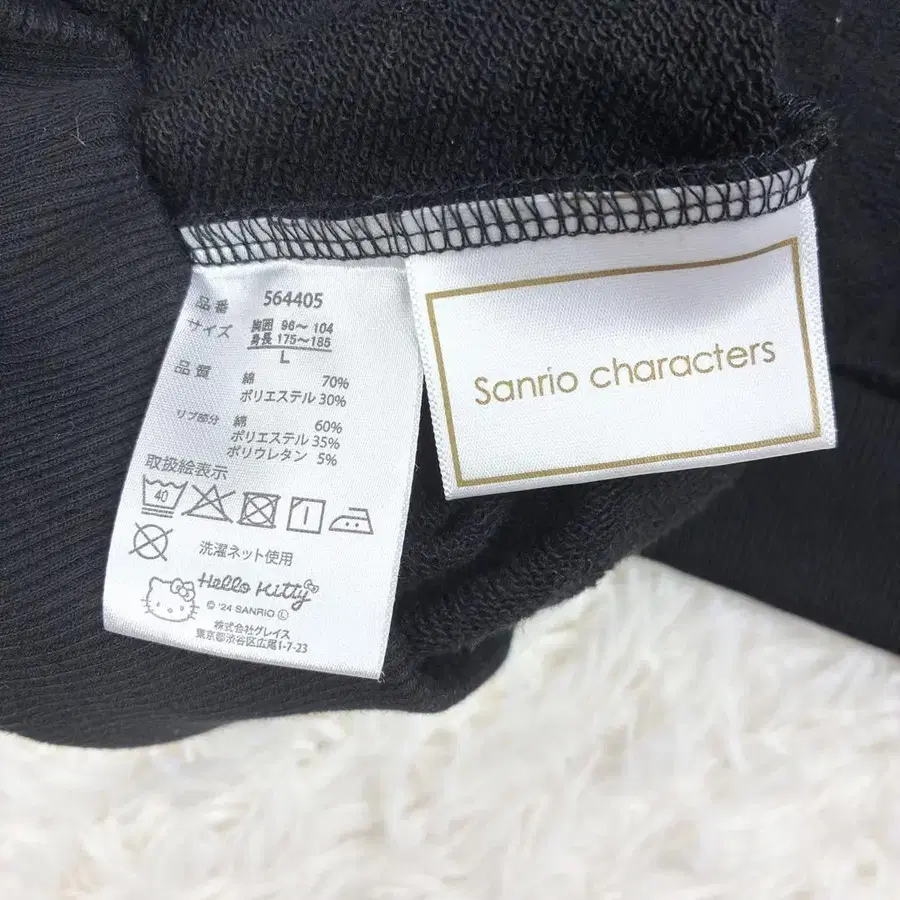 品番 564405
サイズ 胸囲 96〜104
身長 175〜185
L
品質 綿 70%
ポリエステル 30%
リブ部分 綿 60%
ポリエステル 35%
ポリウレタン 5%
取扱絵表示
40
洗濯ネット使用
Hello Kitty
© '24 SANRIO Ⓛ
株式会社グレイス
東京都渋谷区広尾1-7-23
Sanrio characters